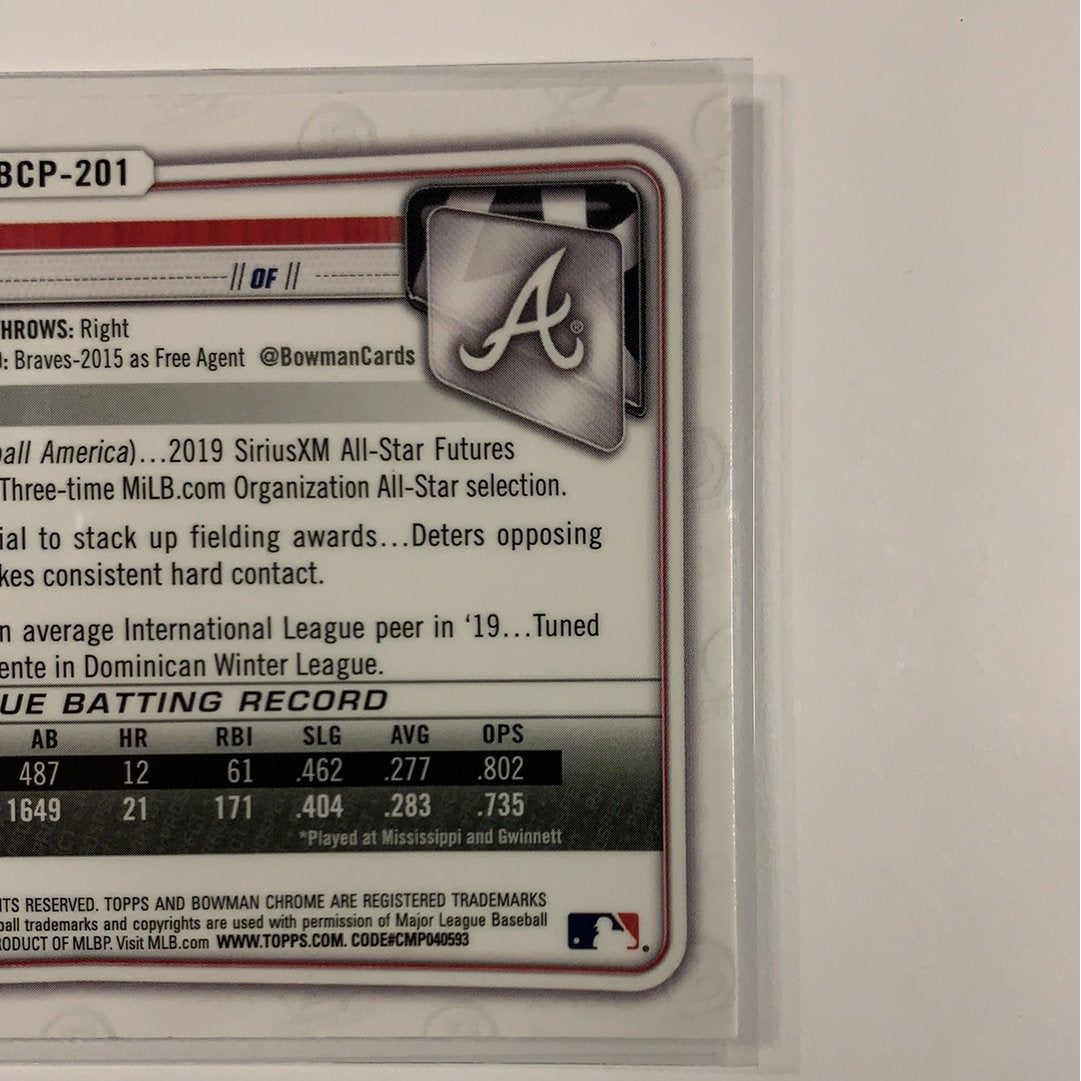 BCP-201
// OF //
THROWS: Right
: Braves-2015 as Free Agent @BowmanCards
all America)...2019 SiriusXM All-Star Futures
Three-time MiLB.com Organization All-Star selection.
ial to stack up fielding awards...Deters opposing
kes consistent hard contact.
n average International League peer in ‘19...Tuned
ente in Dominican Winter League.
UE BATTING RECORD
AB HR RBI SLG AVG OPS
487 12 61 .462 .277 .802
1649 21 171 .404 .283 .735
*Played at Mississippi and Gwinnett
TS RESERVED. TOPPS AND BOWMAN CHROME ARE REGISTERED TRADEMARKS
ball trademarks and copyrights are used with permission of Major League Baseball
RODUCT OF MLBP. Visit MLB.com WWW.TOPPS.COM. CODE#CMP040593
A ®